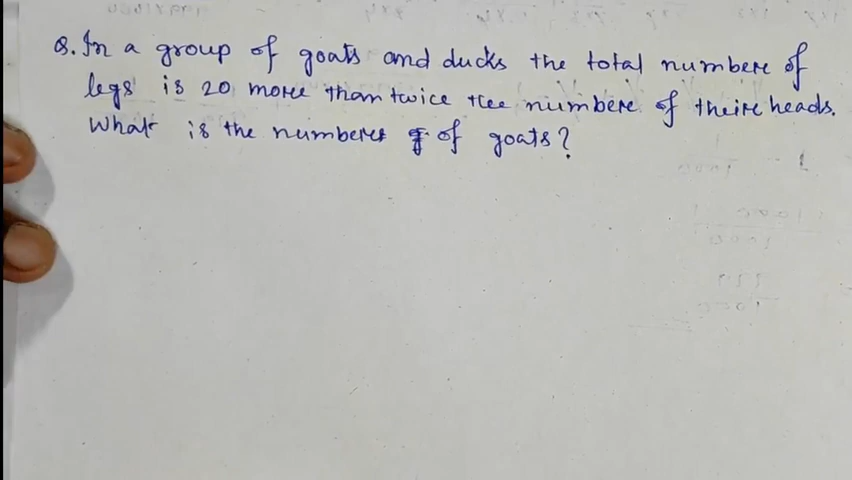 Q. In a group of goats and ducks the total number of
legs is 20 more than twice the number of their heads.
What is the number of of goats?